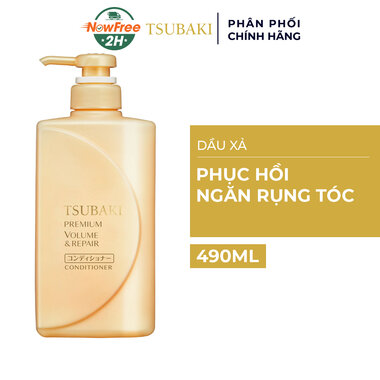 NowFree
2H
TSUBAKI
PHÂN PHỐI
CHÍNH HÃNG
TSUBAKI
PREMIUM
VOLUME
& REPAIR
コンディショナー
CONDITIONER
DẦU XẢ
PHỤC HỒI
NGĂN RỤNG TÓC
490ML